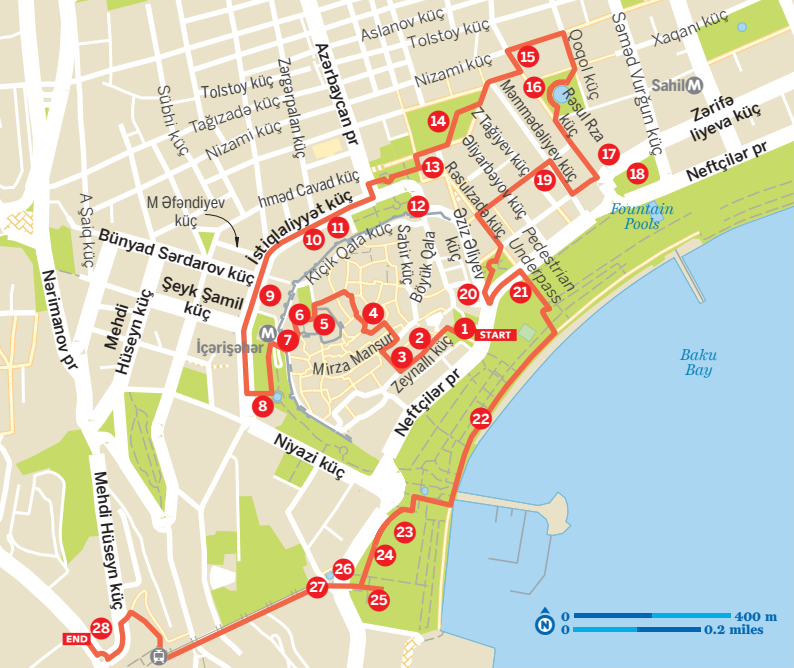 Aslanov küç
Tolstoy küç
Nizami küç
Qoqol küç
Səməd Vurğun küç
Xaqani küç
Azərbaycan pr
Zərgərpalan küç
Tolstoy küç
Tağızadə küç
Nizami küç
Sübhi küç
15
16
Sahil M
Rəsul Rza
küç
Məmmədəliyev küç
Zərifə
Iiyeva küç
Neftçilər pr
14
Z Tağıyev küç
Əliyarbəyov küç
Rəsulzadə küç
17
18
19
13
hməd Cavad küç
M Əfəndiyev
küç
İstiqlaliyyət küç
A Şaiq küç
12
11
10
Fountain
Pools
Əziz Əliyev
küç
Pedestrian
Underpass
Bünyad Sərdarov küç
Kiçik Qala küç
Sabir küç
Böyük Qala
Şeyk Şamil
küç
Nərimanov pr
Mehdi
Hüseyn küç
9
6
5
4
20
21
M
7
İçərişəhər
3
2
1
START
Mirza Mansur
Zeynallı küç
Neftçilər pr
Baku
Bay
8
22
Niyazi küç
Mehdi Hüseyn küç
23
24
26
27
25
28
END
N
0 400 m
0 0.2 miles